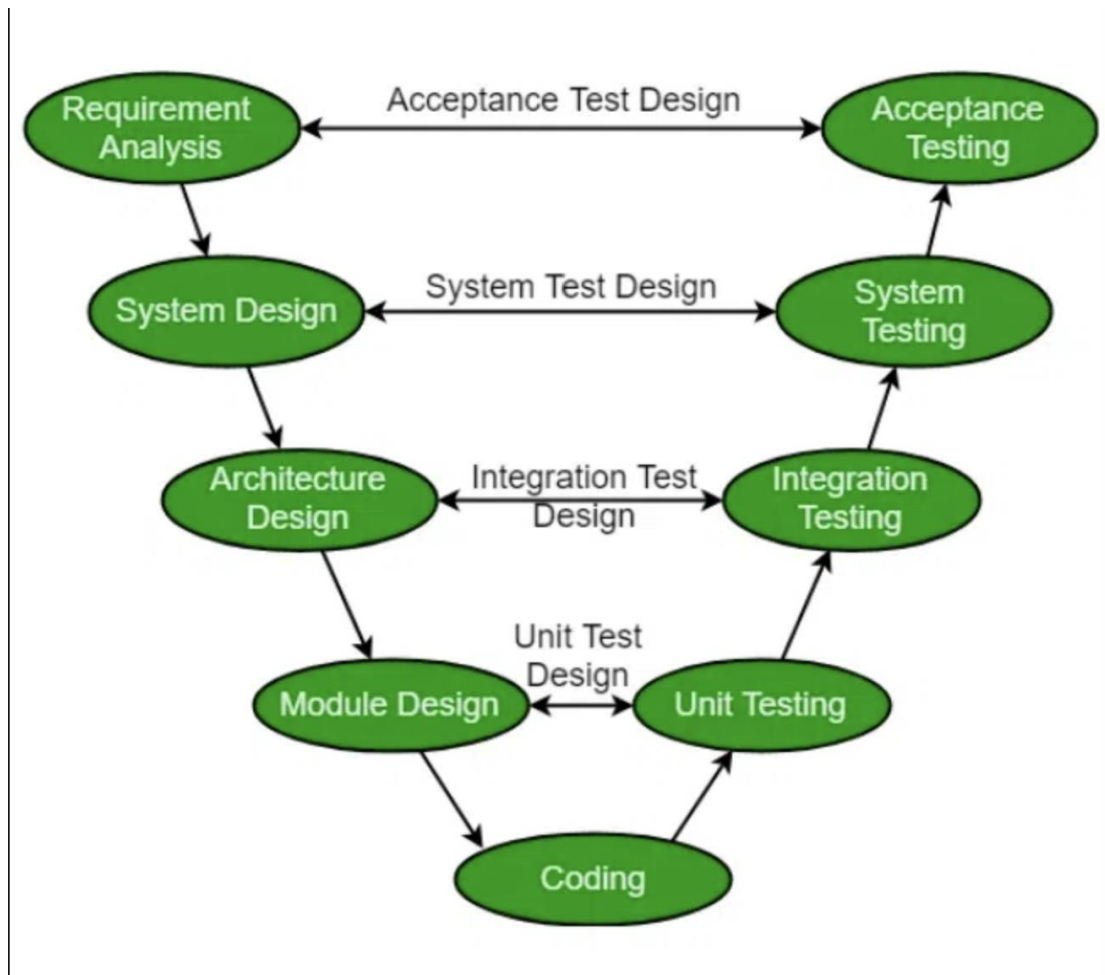 Requirement
Analysis
Acceptance Test Design
Acceptance
Testing
System Design
System Test Design
System
Testing
Architecture
Design
Integration Test
Design
Integration
Testing
Module Design
Unit Test
Design
Unit Testing
Coding